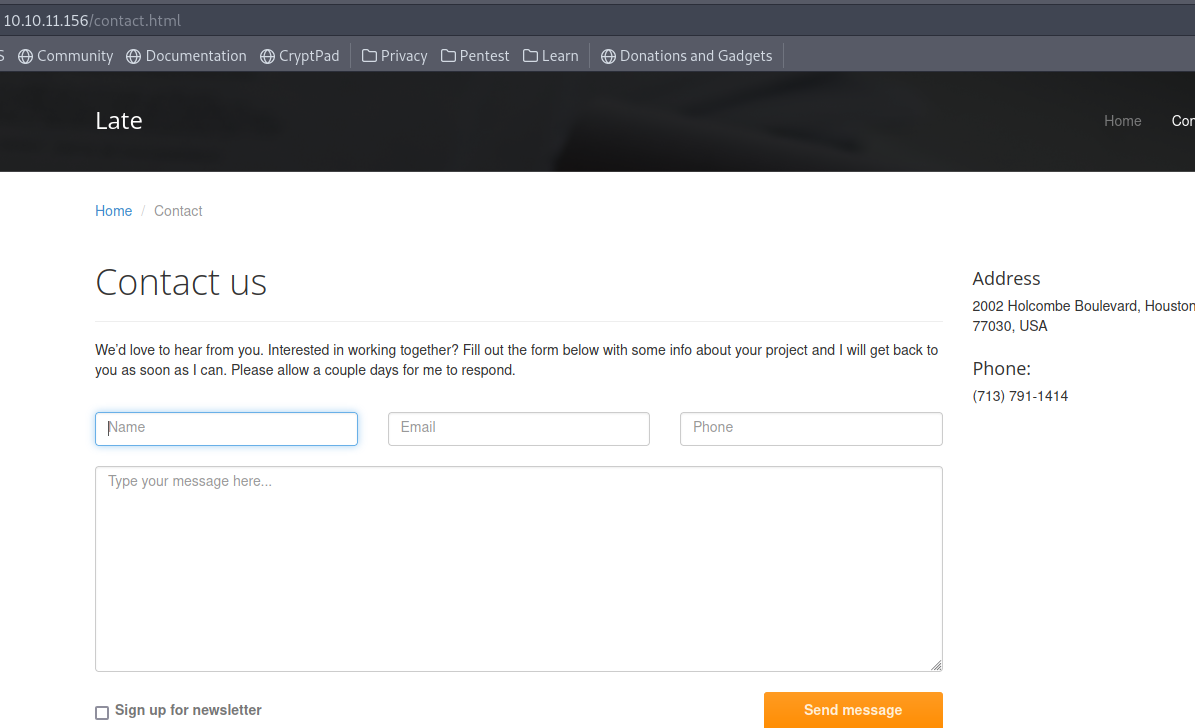 10.10.11.156/contact.html
S Community Documentation CryptPad Privacy Pentest Learn Donations and Gadgets
Late Home Con
Home / Contact
Contact us
We'd love to hear from you. Interested in working together? Fill out the form below with some info about your project and I will get back to
you as soon as I can. Please allow a couple days for me to respond.
Name Email Phone
Type your message here...
Sign up for newsletter Send message
Address
2002 Holcombe Boulevard, Houston
77030, USA
Phone:
(713) 791-1414